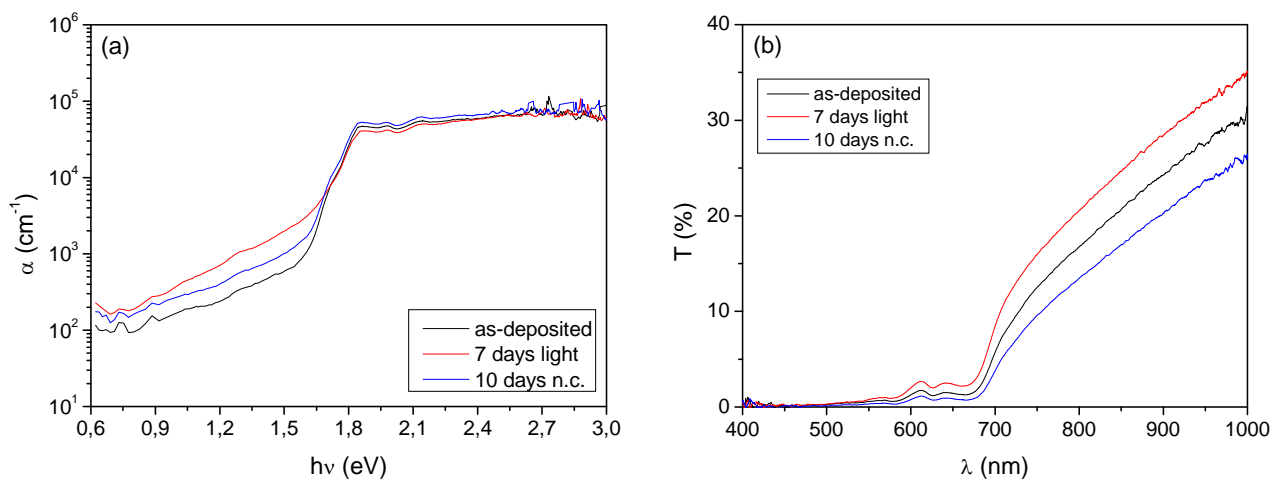 (a)
10^6
10^5
10^4
10^3
10^2
10^1
α (cm^-1)
as-deposited
7 days light
10 days n.c.
0,6 0,9 1,2 1,5 1,8 2,1 2,4 2,7 3,0
hν (eV)
(b)
40
30
20
10
0
T (%)
as-deposited
7 days light
10 days n.c.
400 500 600 700 800 900 1000
λ (nm)